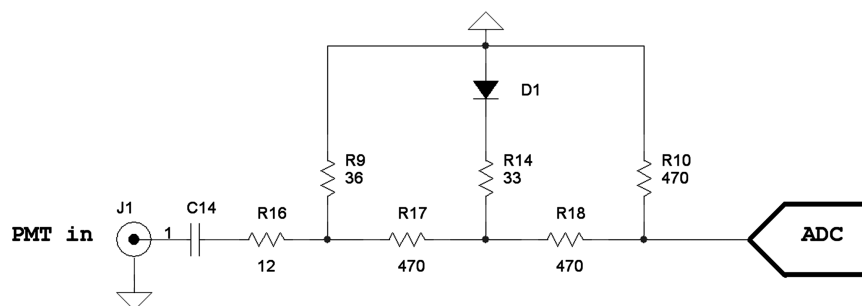 D1
R9
36
R14
33
R10
470
J1
C14
R16
R17
R18
PMT in
1
ADC
12
470
470